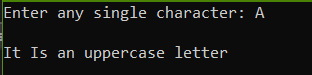 Enter any single character: A
It Is an uppercase letter